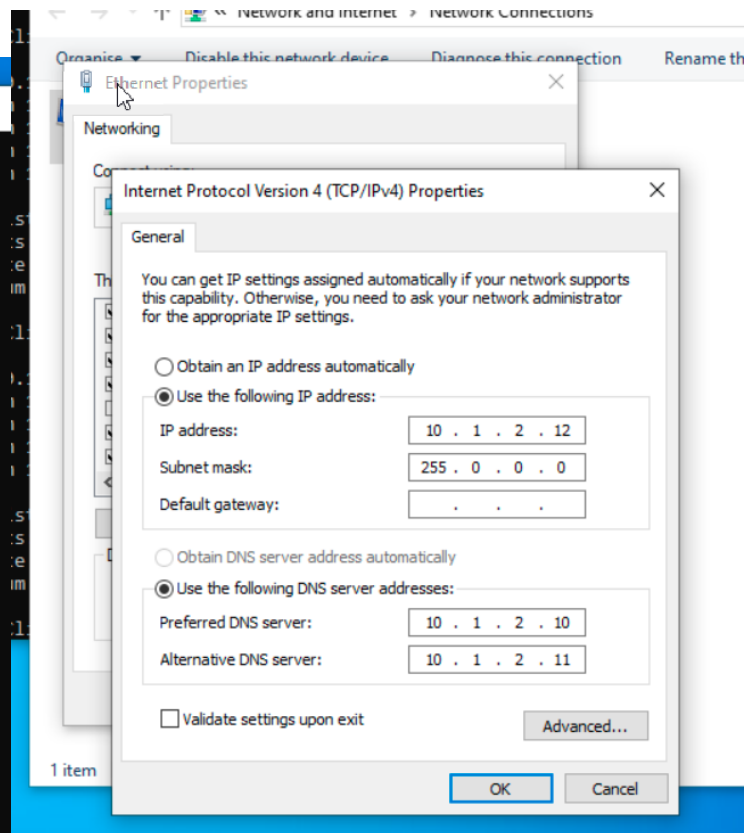 Network and Internet > Network Connections
Organise Disable this network device Diagnose this connection Rename th
Ethernet Properties
Networking
Internet Protocol Version 4 (TCP/IPv4) Properties
General
You can get IP settings assigned automatically if your network supports
this capability. Otherwise, you need to ask your network administrator
for the appropriate IP settings.
Obtain an IP address automatically
Use the following IP address:
IP address: 10 . 1 . 2 . 12
Subnet mask: 255 . 0 . 0 . 0
Default gateway: . . .
Obtain DNS server address automatically
Use the following DNS server addresses:
Preferred DNS server: 10 . 1 . 2 . 10
Alternative DNS server: 10 . 1 . 2 . 11
Validate settings upon exit
Advanced...
1 item
OK Cancel